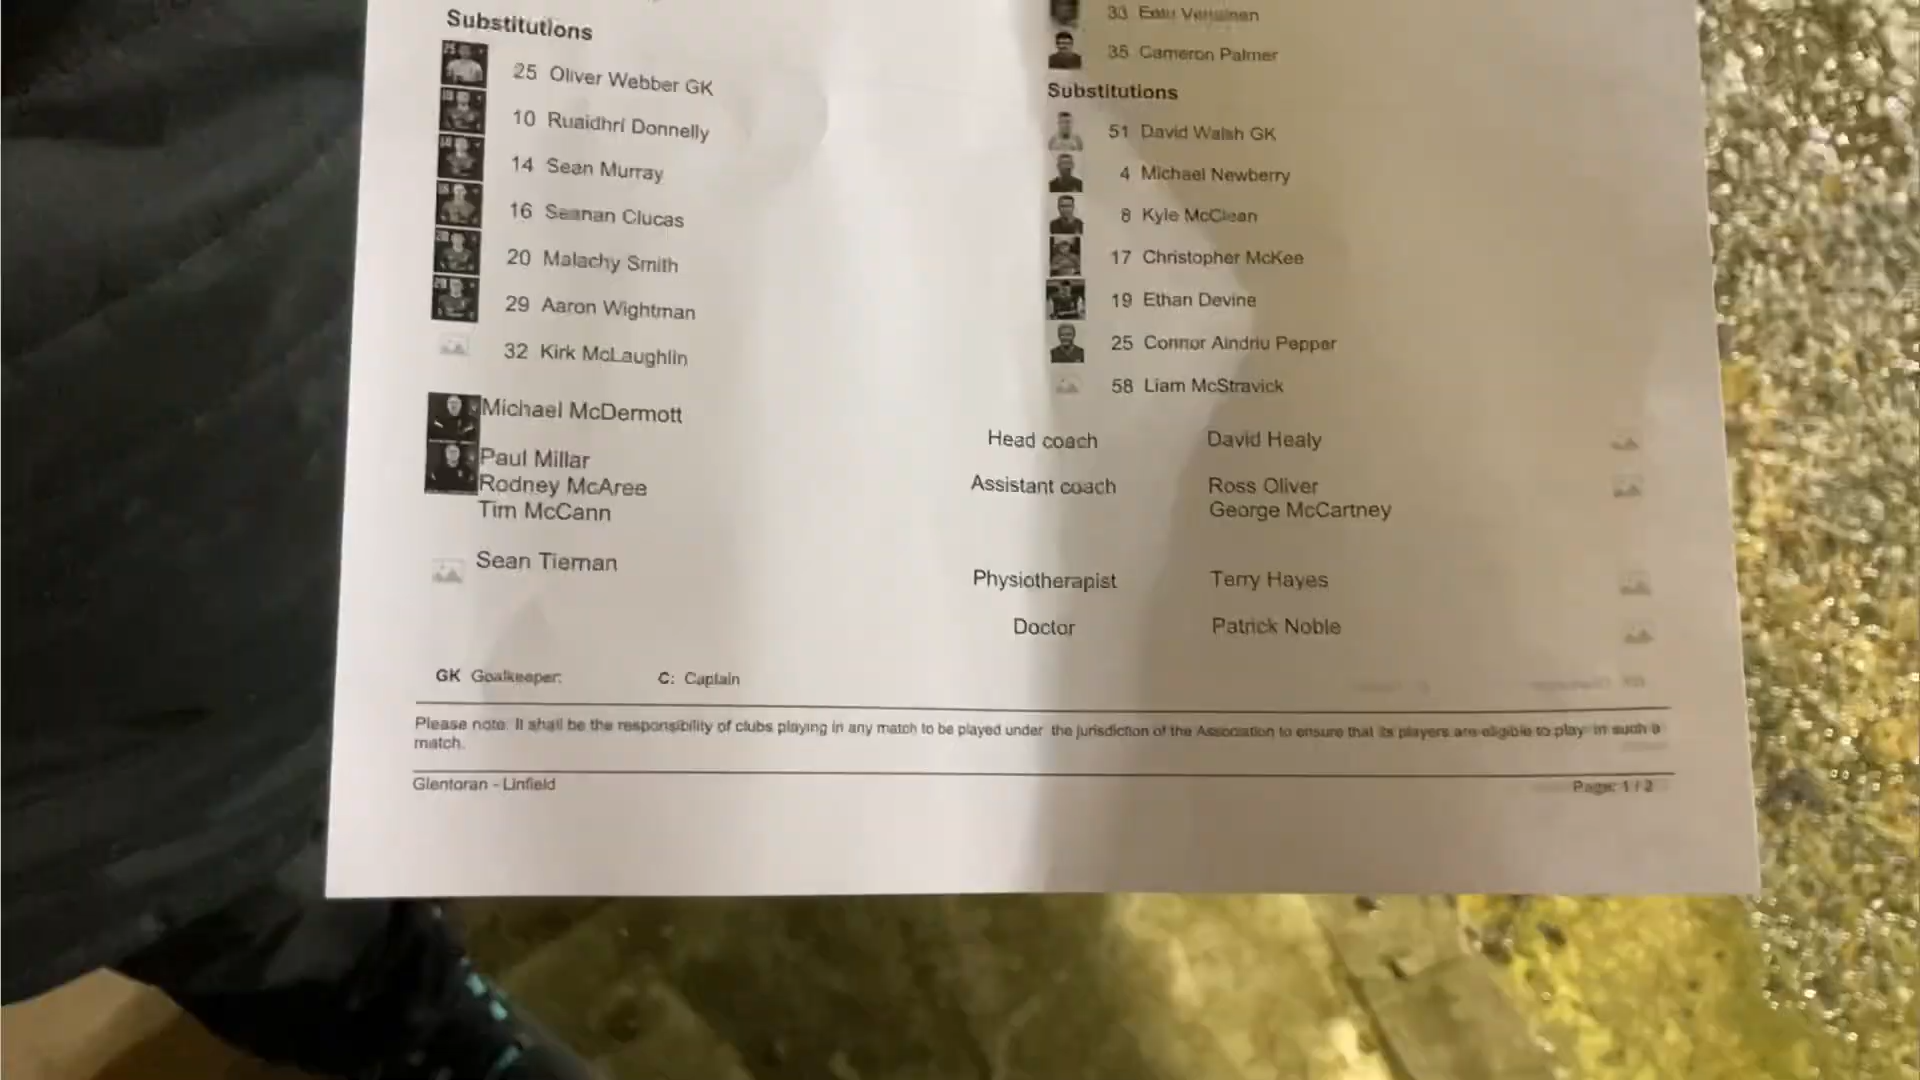 Substitutions
25 Oliver Webber GK
10 Ruaidhrí Donnelly
14 Sean Murray
16 Seanan Clucas
20 Malachy Smith
29 Aaron Wightman
32 Kirk McLaughlin
Michael McDermott
Paul Millar
Rodney McAree
Tim McCann
Sean Tiernan
33 Eetu Vertainen
35 Cameron Palmer
Substitutions
51 David Walsh GK
4 Michael Newberry
8 Kyle McClean
17 Christopher McKee
19 Ethan Devine
25 Connor Aindriu Pepper
58 Liam McStravick
Head coach David Healy
Assistant coach Ross Oliver
George McCartney
Physiotherapist Terry Hayes
Doctor Patrick Noble
GK Goalkeeper: C: Captain
Please note: It shall be the responsibility of clubs playing in any match to be played under the jurisdiction of the Association to ensure that its players are eligible to play in such a
match.
Glentoran - Linfield Page: 1 / 2